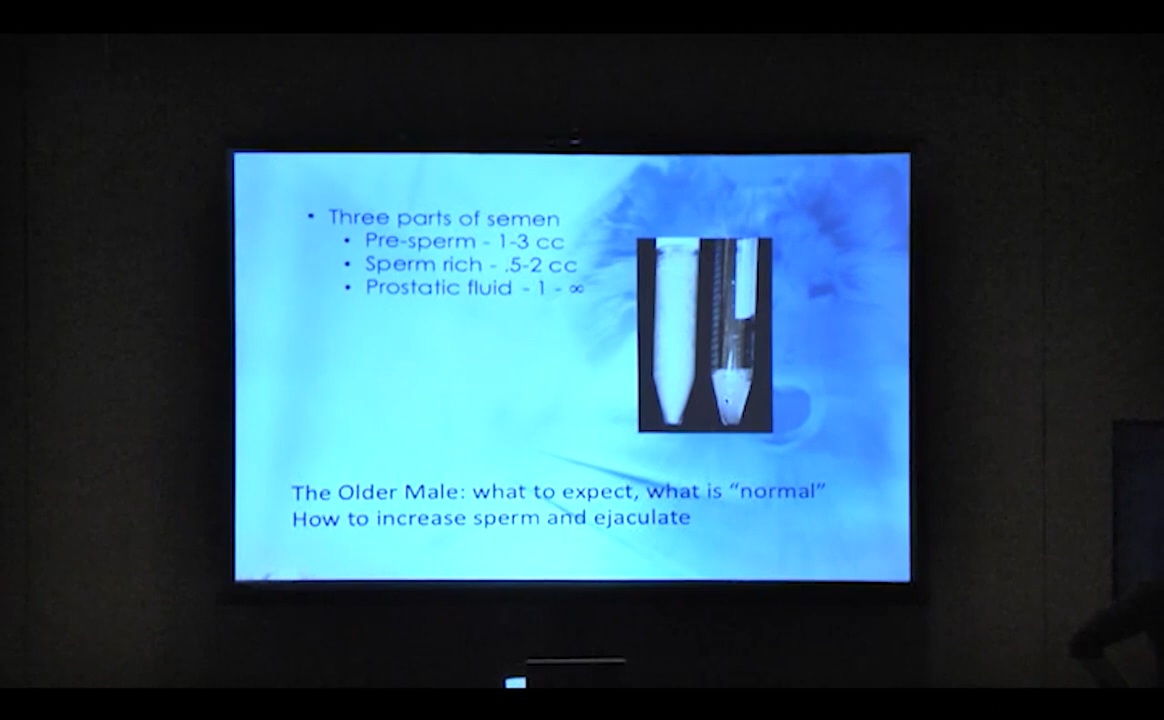 • Three parts of semen
• Pre-sperm - 1-3 cc
• Sperm rich - .5-2 cc
• Prostatic fluid - 1 - ∞
The Older Male: what to expect, what is “normal”
How to increase sperm and ejaculate